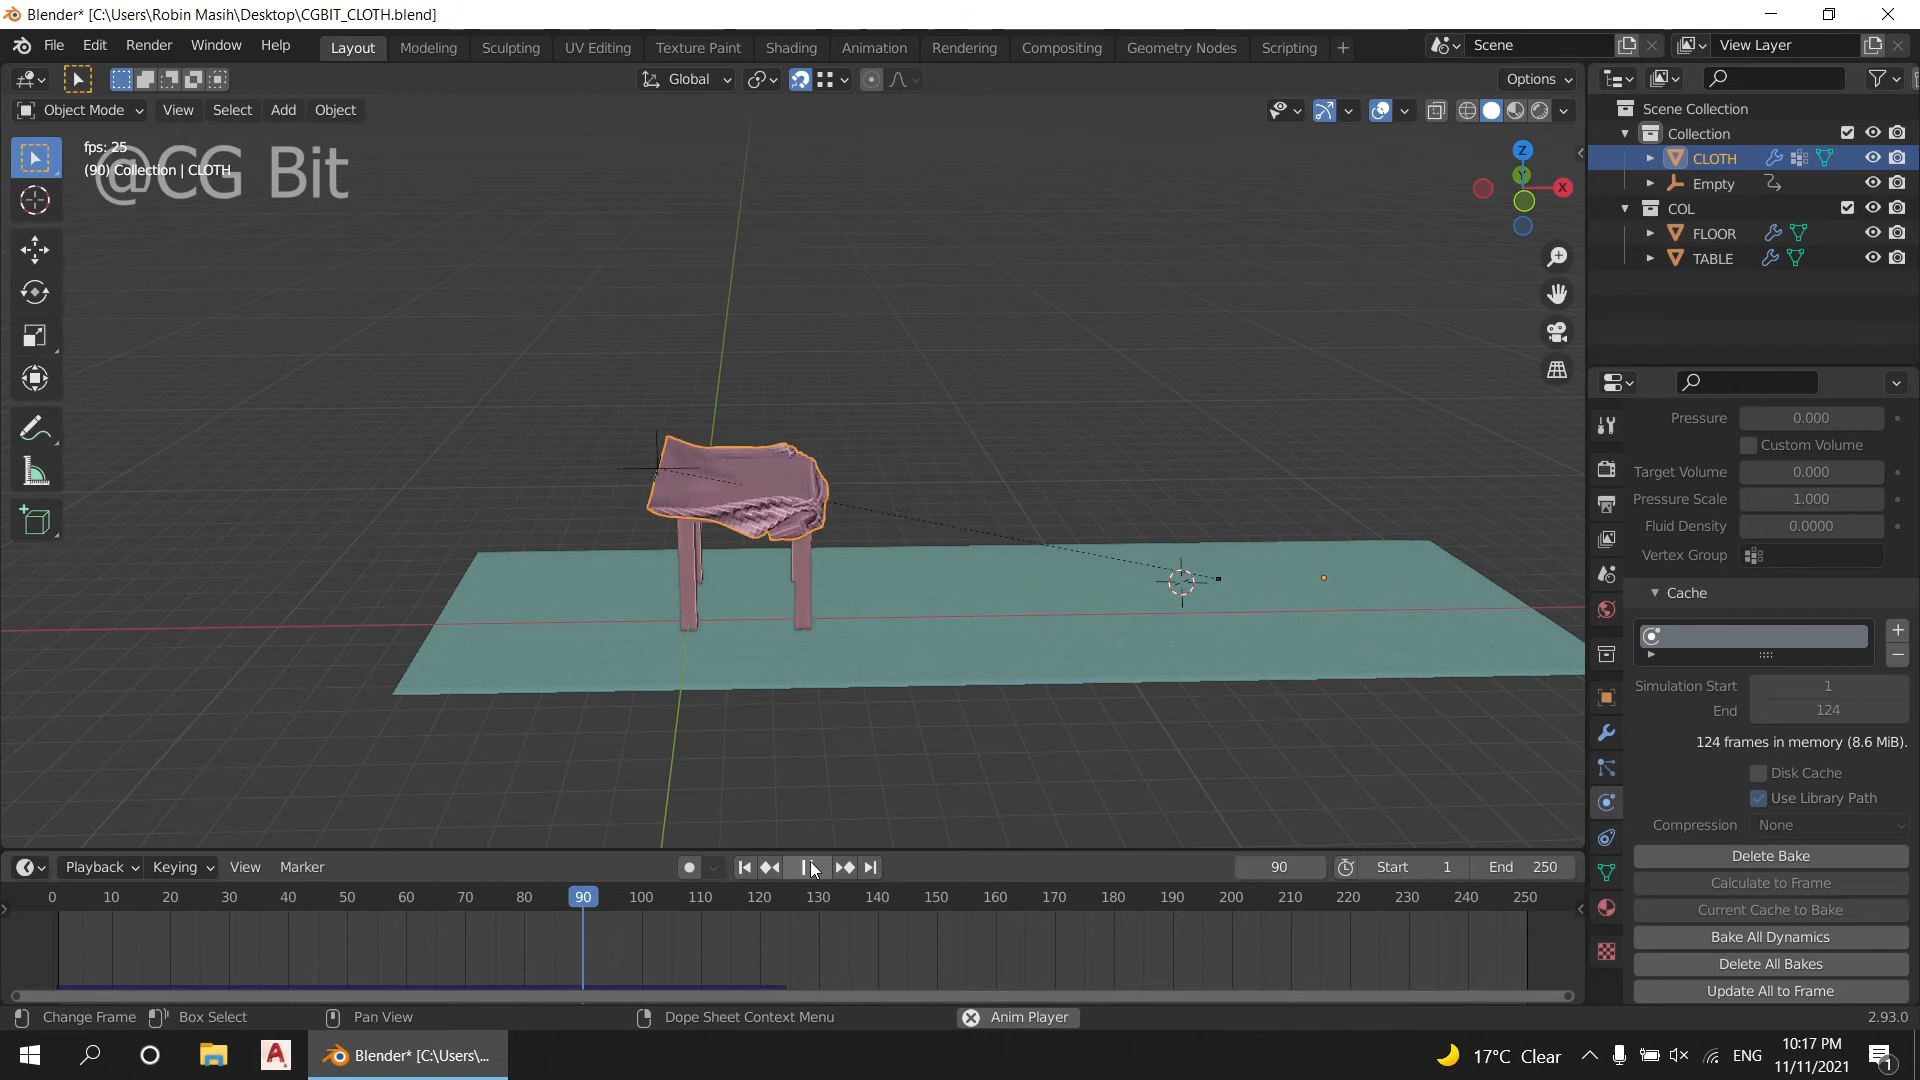 Blender* [C:\Users\Robin Masih\Desktop\CGBIT_CLOTH.blend]
File Edit Render Window Help Layout Modeling Sculpting UV Editing Texture Paint Shading Animation Rendering Compositing Geometry Nodes Scripting Scene View Layer
Global Options
Object Mode View Select Add Object
fps: 25
@CG Bit
(90) Collection | CLOTH
Z
Y
X
Scene Collection
Collection
CLOTH
Empty
COL
FLOOR
TABLE
Pressure 0.000
Custom Volume
Target Volume 0.000
Pressure Scale 1.000
Fluid Density 0.0000
Vertex Group
Cache
Simulation Start 1
End 124
124 frames in memory (8.6 MiB).
Disk Cache
Use Library Path
Compression None
Delete Bake
Calculate to Frame
Current Cache to Bake
Bake All Dynamics
Delete All Bakes
Update All to Frame
Playback Keying View Marker 90 Start 1 End 250
0 10 20 30 40 50 60 70 80 90 100 110 120 130 140 150 160 170 180 190 200 210 220 230 240 250
Change Frame Box Select Pan View Dope Sheet Context Menu Anim Player 2.93.0
Blender* [C:\Users\... 17°C Clear ENG 10:17 PM
11/11/2021
1